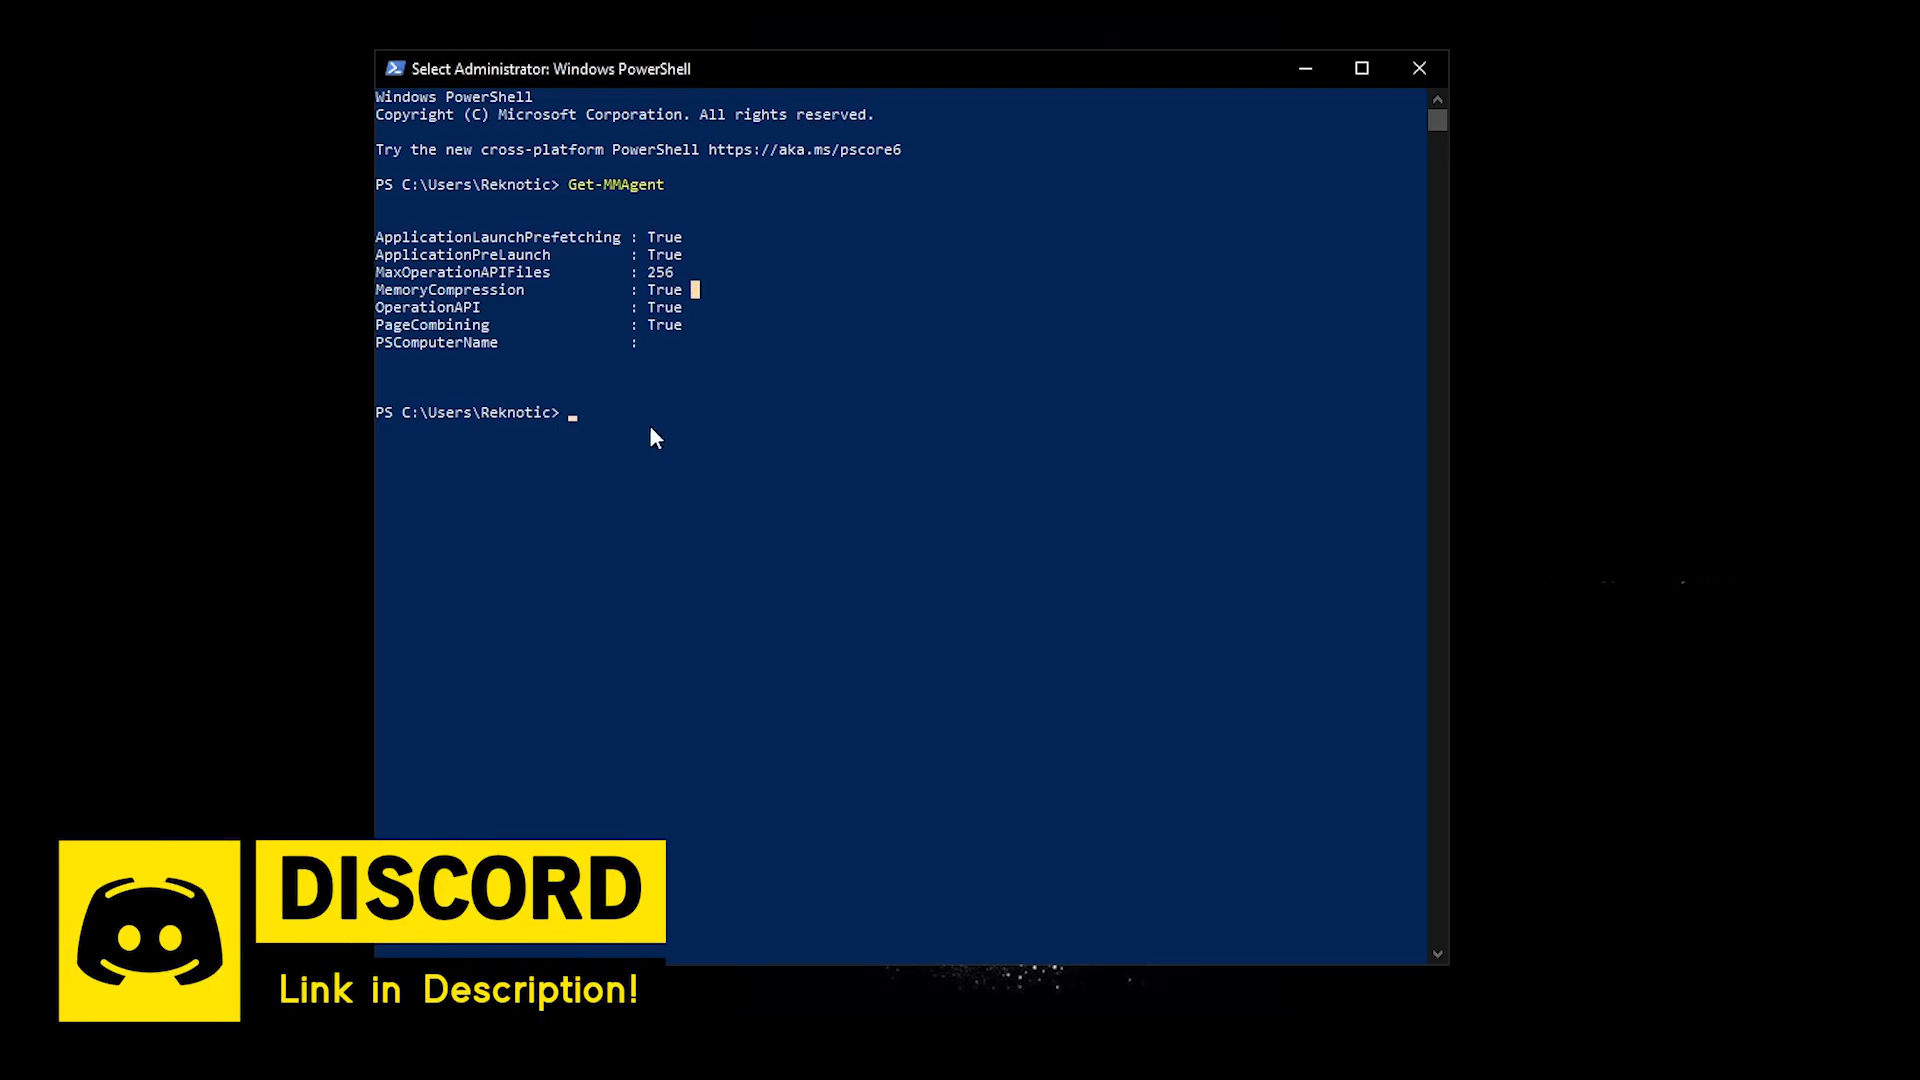 Select Administrator: Windows PowerShell
Windows PowerShell
Copyright (C) Microsoft Corporation. All rights reserved.
Try the new cross-platform PowerShell https://aka.ms/pscore6
PS C:\Users\Reknotic> Get-MMAgent
ApplicationLaunchPrefetching : True
ApplicationPreLaunch : True
MaxOperationAPIFiles : 256
MemoryCompression : True
OperationAPI : True
PageCombining : True
PSComputerName :
PS C:\Users\Reknotic>
DISCORD
Link in Description!